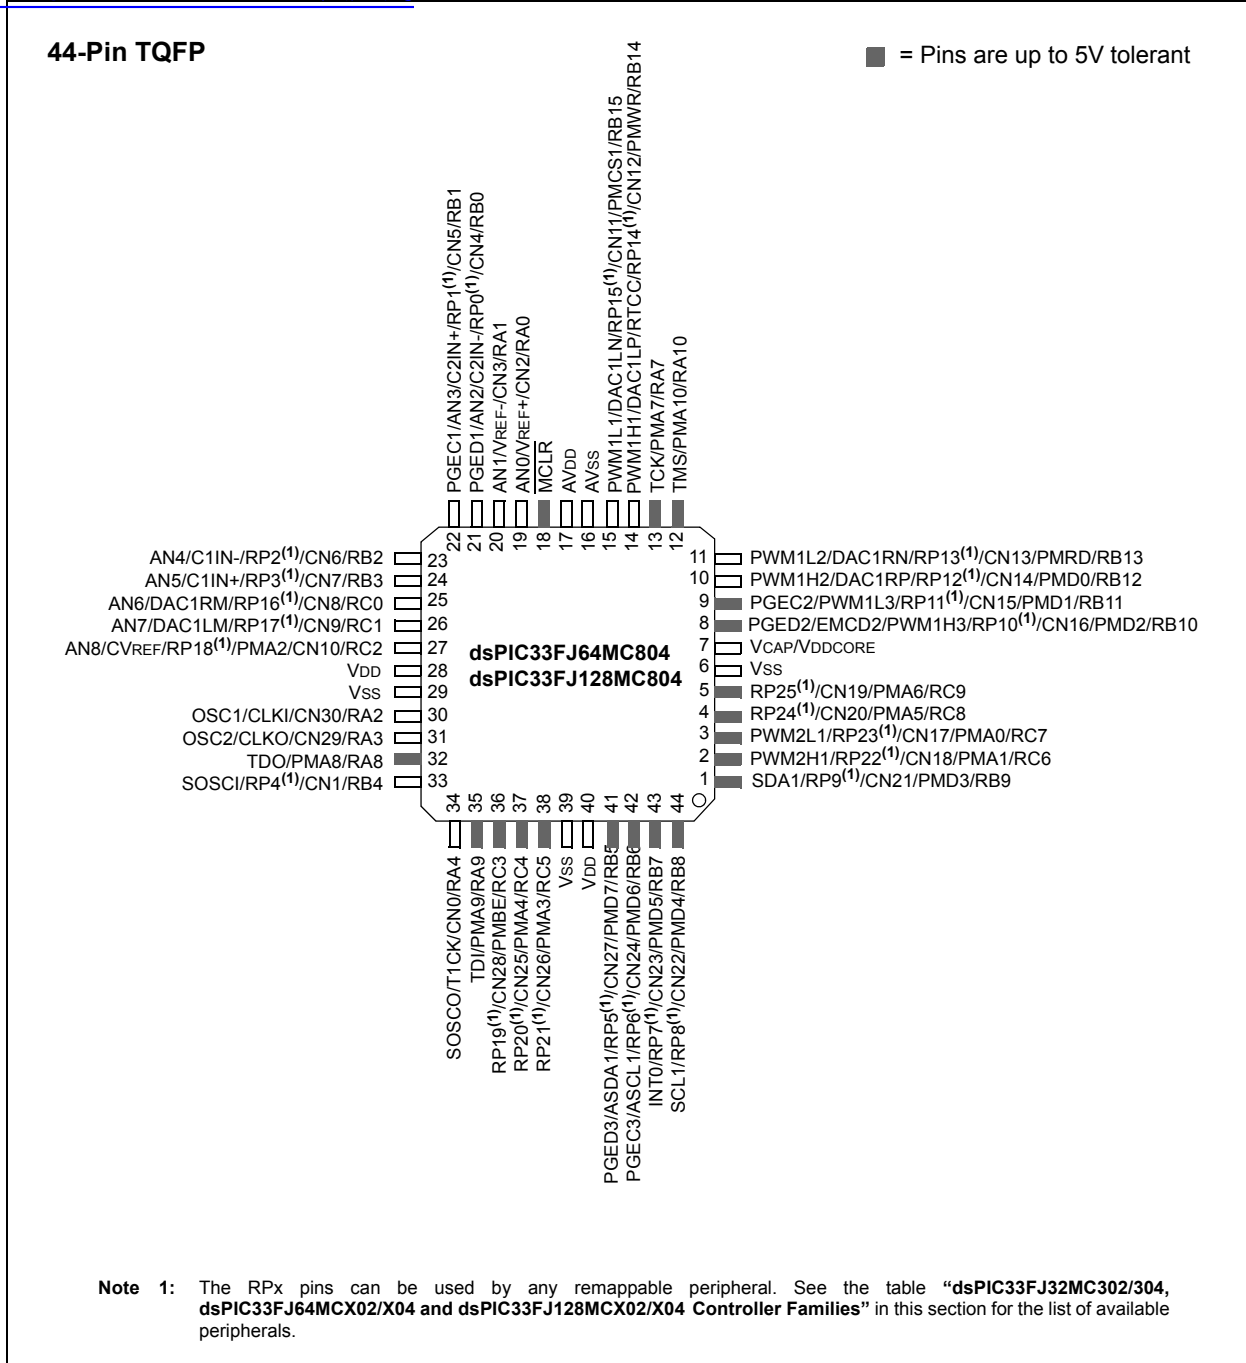 44-Pin TQFP
= Pins are up to 5V tolerant
PGEC1/AN3/C2IN+/RP1(1)/CN5/RB1
PGED1/AN2/C2IN-/RP0(1)/CN4/RB0
AN1/VREF-/CN3/RA1
AN0/VREF+/CN2/RA0
MCLR
AVDD
AVSS
PWM1L1/DAC1LN/RP15(1)/CN11/PMCS1/RB15
PWM1H1/DAC1LP/RTCC/RP14(1)/CN12/PMWR/RB14
TCK/PMA7/RA7
TMS/PMA10/RA10
22 21 20 19 18 17 16 15 14 13 12
AN4/C1IN-/RP2(1)/CN6/RB2 23
AN5/C1IN+/RP3(1)/CN7/RB3 24
AN6/DAC1RM/RP16(1)/CN8/RC0 25
AN7/DAC1LM/RP17(1)/CN9/RC1 26
AN8/CVREF/RP18(1)/PMA2/CN10/RC2 27
VDD 28
VSS 29
OSC1/CLKI/CN30/RA2 30
OSC2/CLKO/CN29/RA3 31
TDO/PMA8/RA8 32
SOSCI/RP4(1)/CN1/RB4 33
dsPIC33FJ64MC804
dsPIC33FJ128MC804
11 PWM1L2/DAC1RN/RP13(1)/CN13/PMRD/RB13
10 PWM1H2/DAC1RP/RP12(1)/CN14/PMD0/RB12
9 PGEC2/PWM1L3/RP11(1)/CN15/PMD1/RB11
8 PGED2/EMCD2/PWM1H3/RP10(1)/CN16/PMD2/RB10
7 VCAP/VDDCORE
6 VSS
5 RP25(1)/CN19/PMA6/RC9
4 RP24(1)/CN20/PMA5/RC8
3 PWM2L1/RP23(1)/CN17/PMA0/RC7
2 PWM2H1/RP22(1)/CN18/PMA1/RC6
1 SDA1/RP9(1)/CN21/PMD3/RB9
34 35 36 37 38 39 40 41 42 43 44
SOSCO/T1CK/CN0/RA4
TDI/PMA9/RA9
RP19(1)/CN28/PMBE/RC3
RP20(1)/CN25/PMA4/RC4
RP21(1)/CN26/PMA3/RC5
VSS
VDD
PGED3/ASDA1/RP5(1)/CN27/PMD7/RB5
PGEC3/ASCL1/RP6(1)/CN24/PMD6/RB6
INT0/RP7(1)/CN23/PMD5/RB7
SCL1/RP8(1)/CN22/PMD4/RB8
Note 1: The RPx pins can be used by any remappable peripheral. See the table “dsPIC33FJ32MC302/304,
dsPIC33FJ64MCX02/X04 and dsPIC33FJ128MCX02/X04 Controller Families” in this section for the list of available
peripherals.